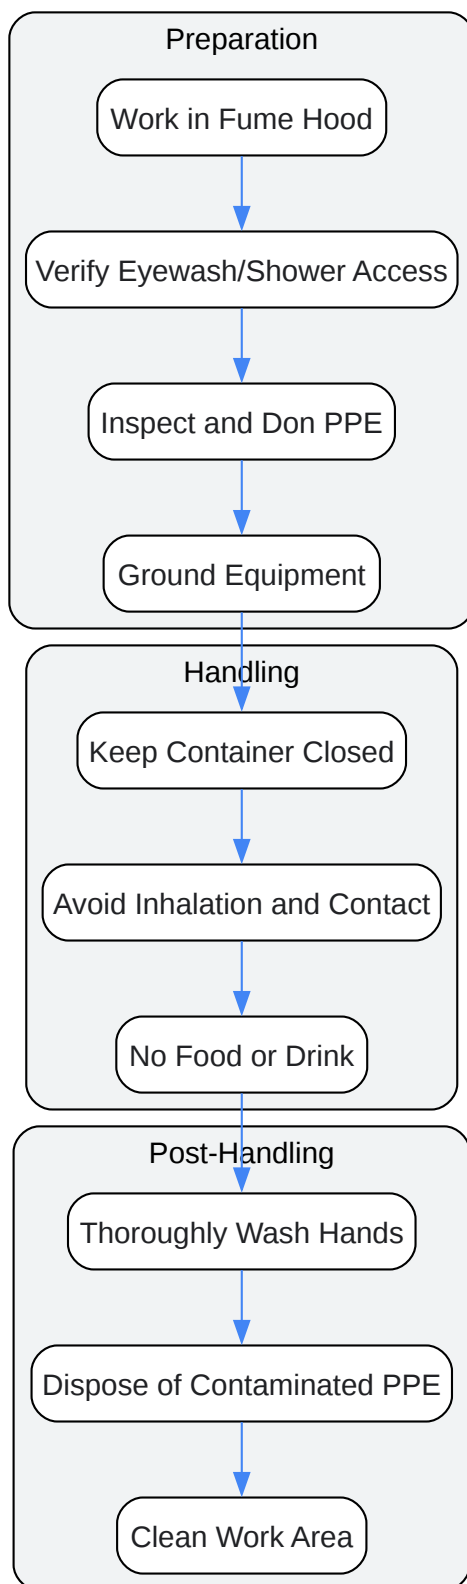 Preparation
Work in Fume Hood
Verify Eyewash/Shower Access
Inspect and Don PPE
Ground Equipment
Handling
Keep Container Closed
Avoid Inhalation and Contact
No Food or Drink
Post-Handling
Thoroughly Wash Hands
Dispose of Contaminated PPE
Clean Work Area